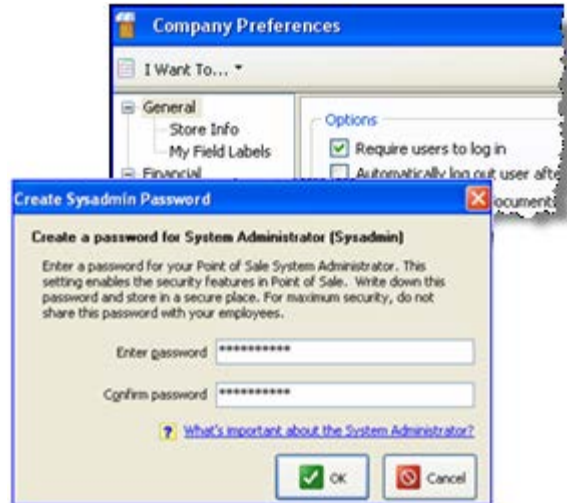 Company Preferences
I Want To...
General
Store Info
My Field Labels
Financial
Options
Require users to log in
Automatically log out user afte
ocument
Create Sysadmin Password
Create a password for System Administrator (Sysadmin)
Enter a password for your Point of Sale System Administrator. This
setting enables the security features in Point of Sale. Write down this
password and store in a secure place. For maximum security, do not
share this password with your employees.
Enter password **********
Confirm password **********
? What's important about the System Administrator?
OK Cancel